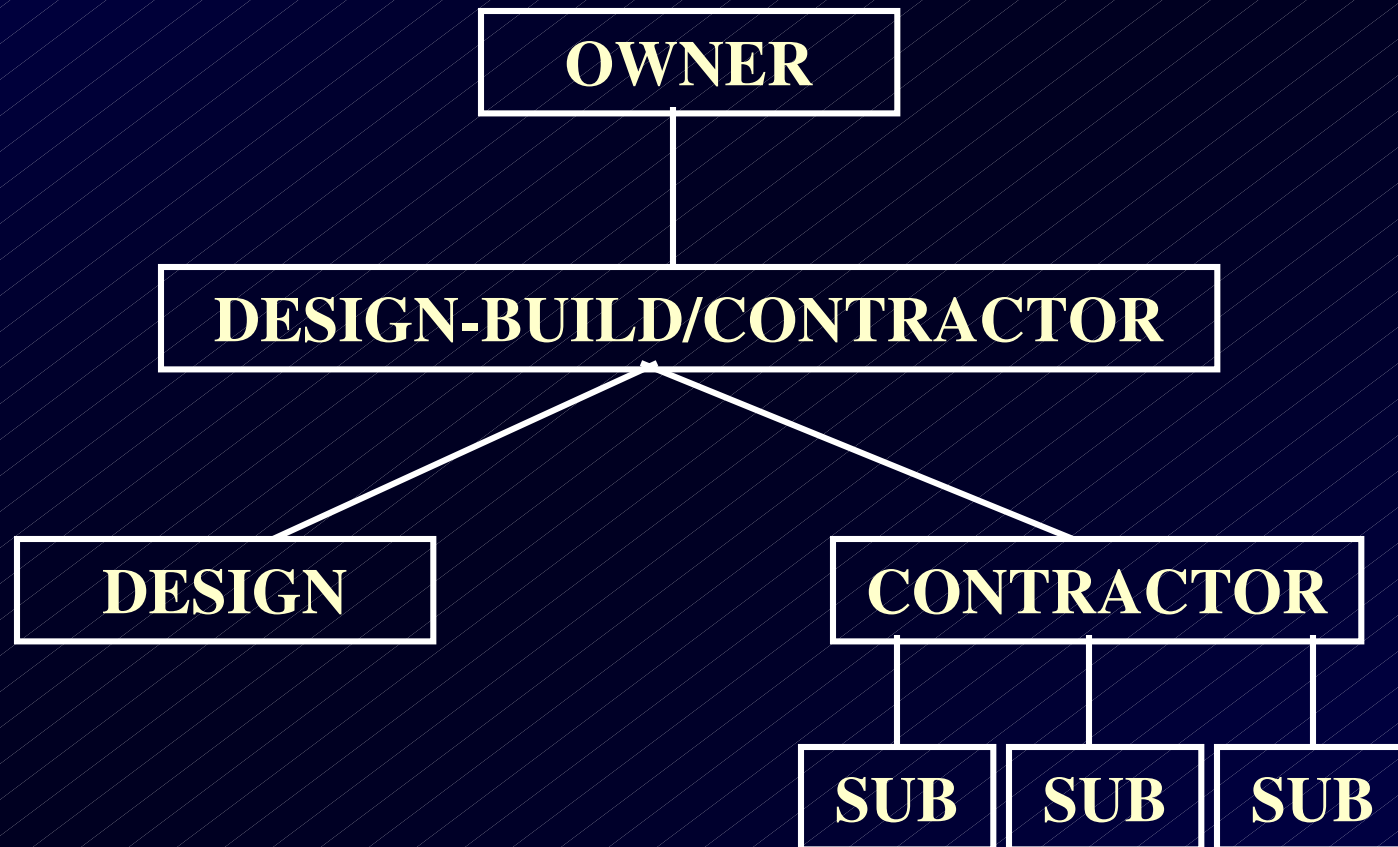 OWNER
DESIGN-BUILD/CONTRACTOR
DESIGN
CONTRACTOR
SUB
SUB
SUB